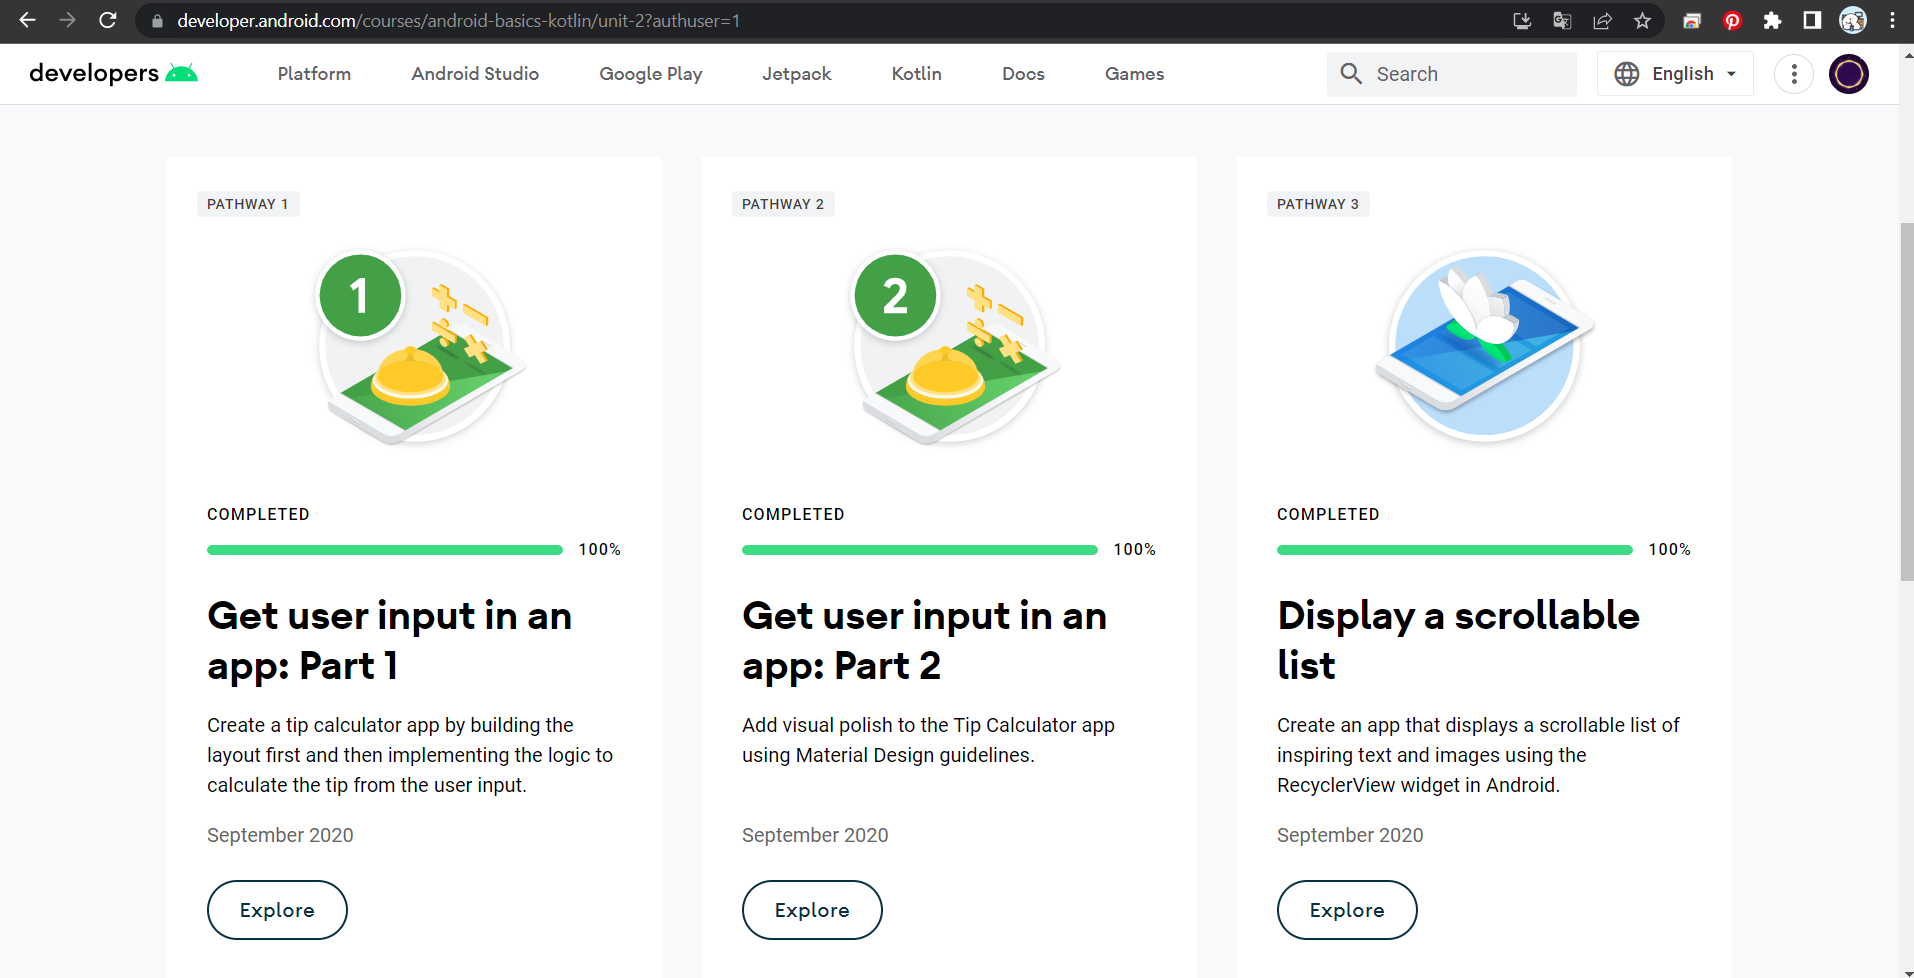 developer.android.com/courses/android-basics-kotlin/unit-2?authuser=1
developers Platform Android Studio Google Play Jetpack Kotlin Docs Games Search English
PATHWAY 1
1
COMPLETED
100%
Get user input in an
app: Part 1
Create a tip calculator app by building the
layout first and then implementing the logic to
calculate the tip from the user input.
September 2020
Explore
PATHWAY 2
2
COMPLETED
100%
Get user input in an
app: Part 2
Add visual polish to the Tip Calculator app
using Material Design guidelines.
September 2020
Explore
PATHWAY 3
COMPLETED
100%
Display a scrollable
list
Create an app that displays a scrollable list of
inspiring text and images using the
RecyclerView widget in Android.
September 2020
Explore